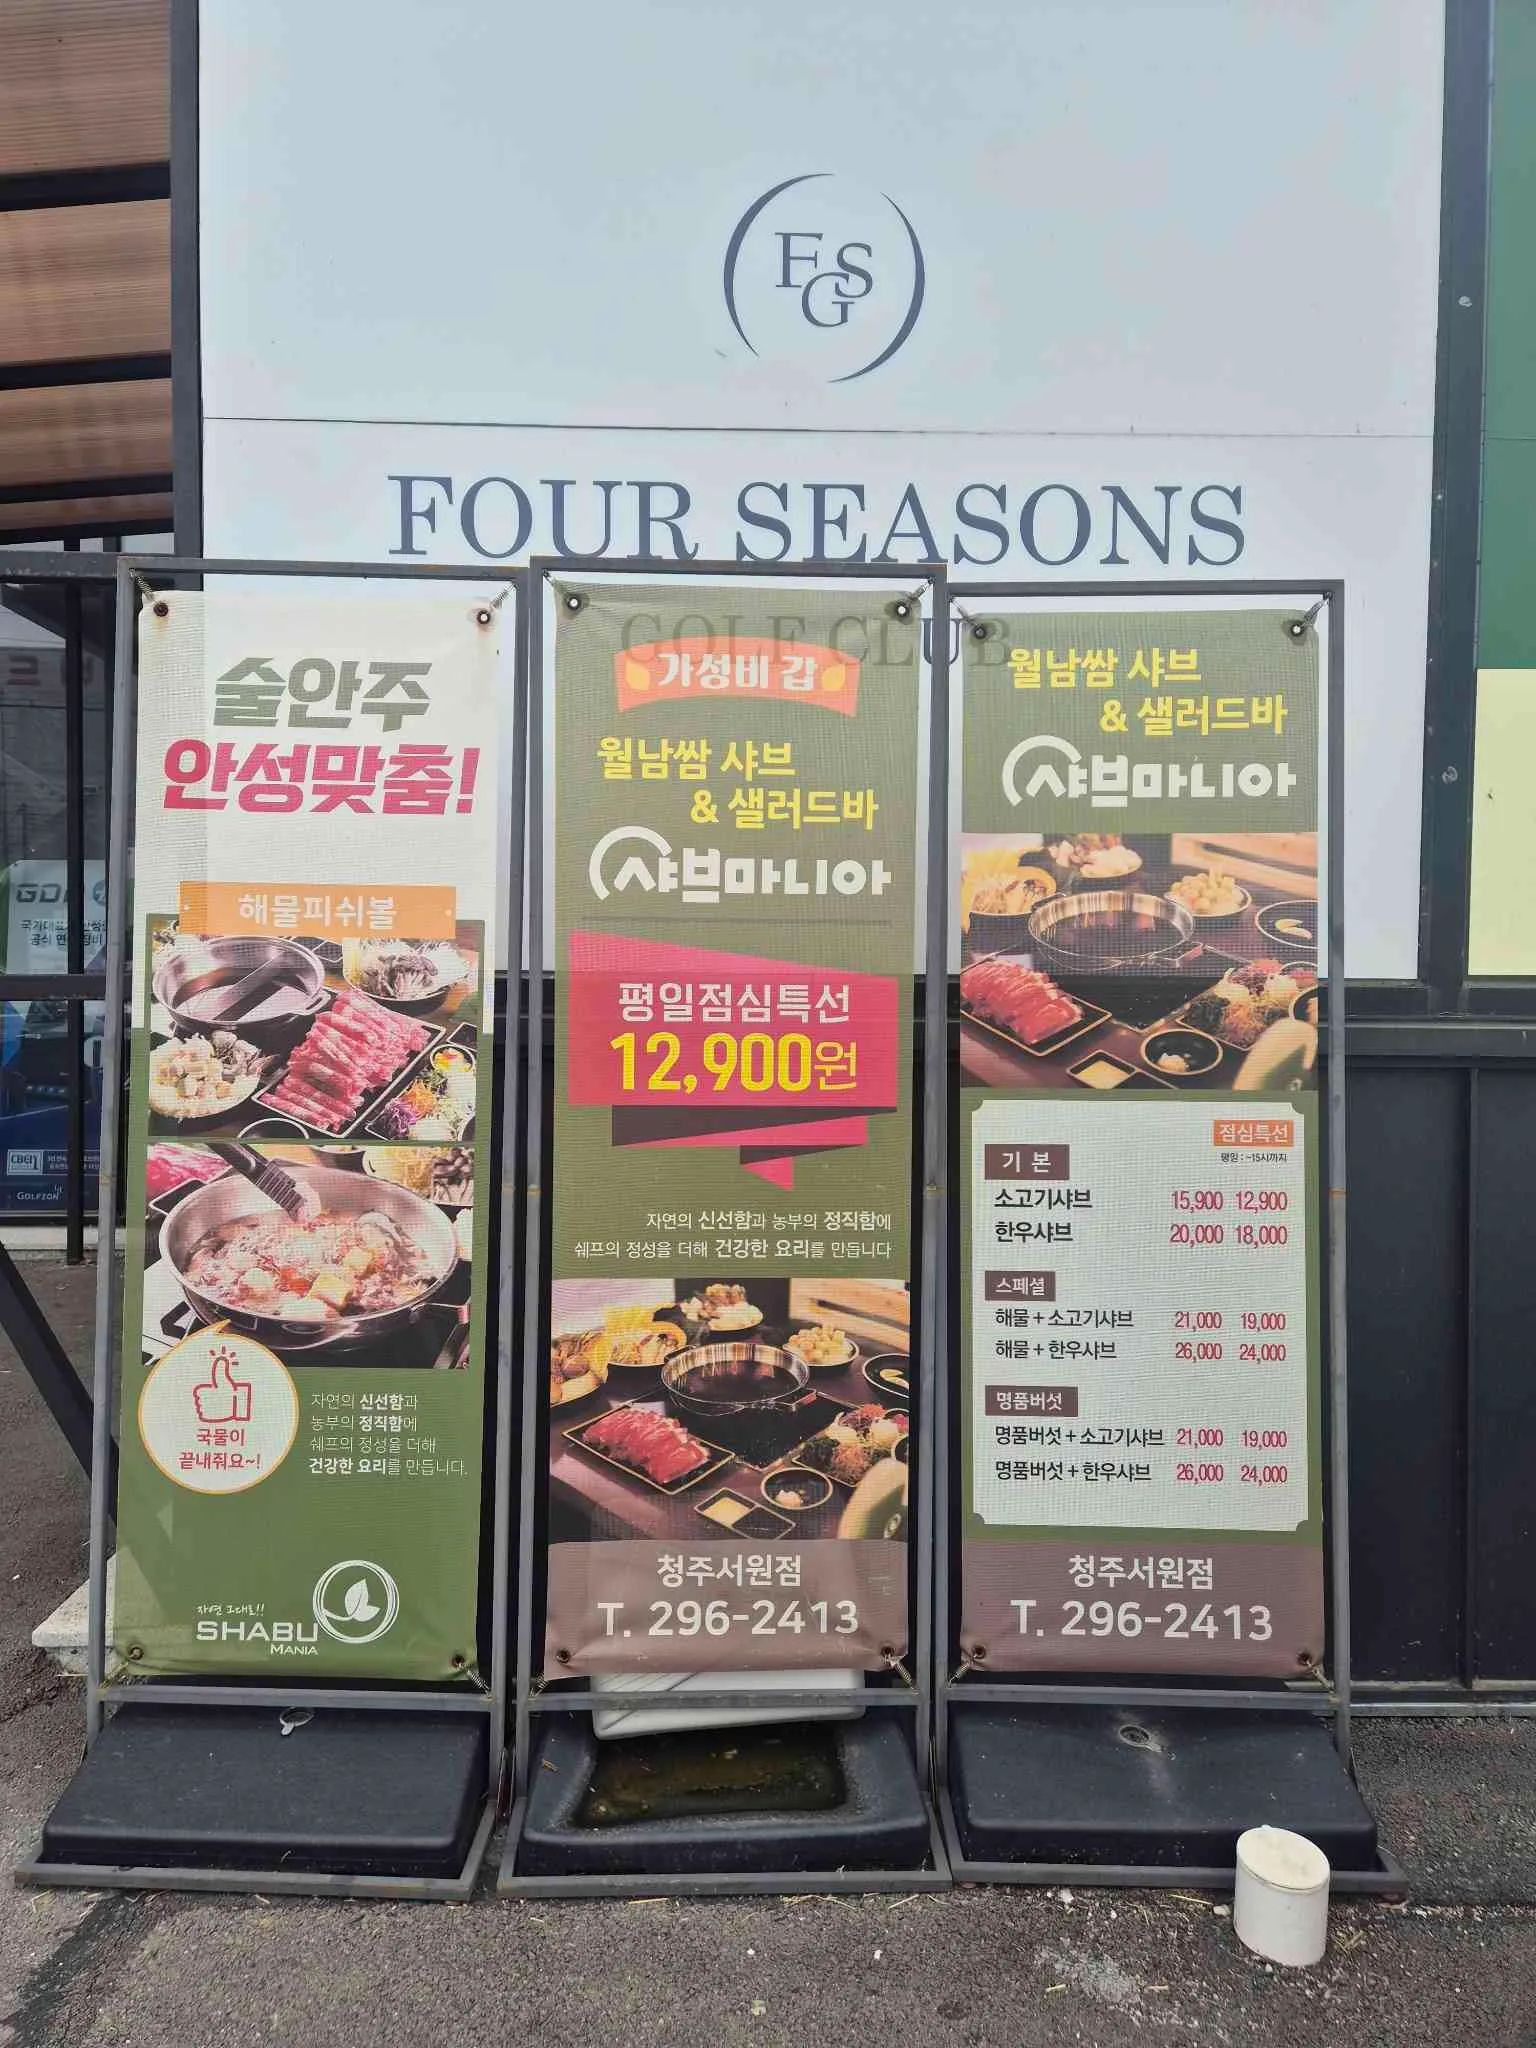 FGS
FOUR SEASONS
GOLF CLUB
술안주
안성맞춤!
해물피쉬볼
국물이
끝내줘요~!
자연의 신선함과
농부의 정직함에
쉐프의 정성을 더해
건강한 요리를 만듭니다.
자연 그대로!!
SHABU
MANIA
가성비 갑
월남쌈 샤브
& 샐러드바
샤브마니아
평일점심특선
12,900원
자연의 신선함과 농부의 정직함에
쉐프의 정성을 더해 건강한 요리를 만듭니다
청주서원점
T. 296-2413
월남쌈 샤브
& 샐러드바
샤브마니아
점심특선
평일 : ~15시까지
기 본
소고기샤브 15,900 12,900
한우샤브 20,000 18,000
스페셜
해물 + 소고기샤브 21,000 19,000
해물 + 한우샤브 26,000 24,000
명품버섯
명품버섯 + 소고기샤브 21,000 19,000
명품버섯 + 한우샤브 26,000 24,000
청주서원점
T. 296-2413
CBEI
GOLFZON